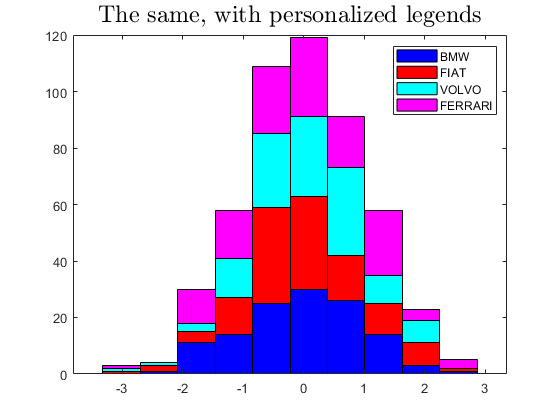 The same, with personalized legends
120
100
80
60
40
20
0
BMW
FIAT
VOLVO
FERRARI
-3 -2 -1 0 1 2 3